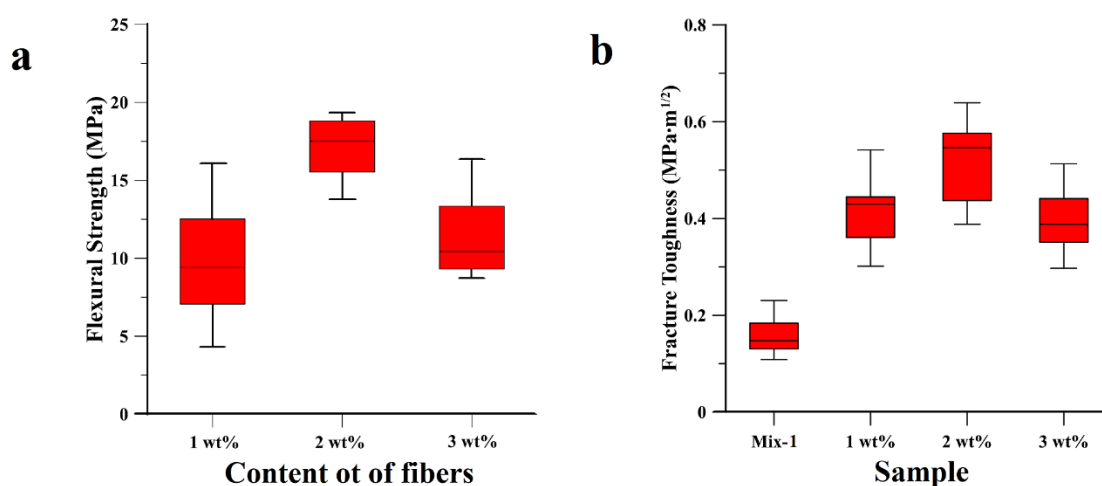 a
Flexural Strength (MPa)
25
20
15
10
5
0
1 wt%
2 wt%
3 wt%
Content ot of fibers
b
Fracture Toughness (MPa·m1/2)
0.8
0.6
0.4
0.2
0
Mix-1
1 wt%
2 wt%
3 wt%
Sample